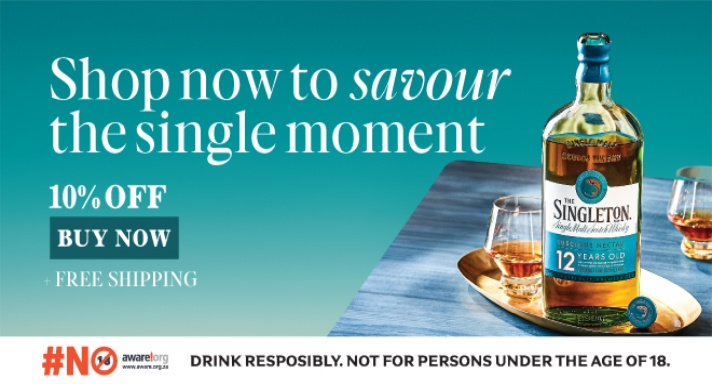 Shop now to savour
the single moment
10% OFF
BUY NOW
+ FREE SHIPPING
THE
SINGLETON.
Single Malt Scotch Whisky
LUSCIOUS NECTAR
12 YEARS OLD
#NO
18
aware.org
www.aware.org.za
DRINK RESPOSIBLY. NOT FOR PERSONS UNDER THE AGE OF 18.